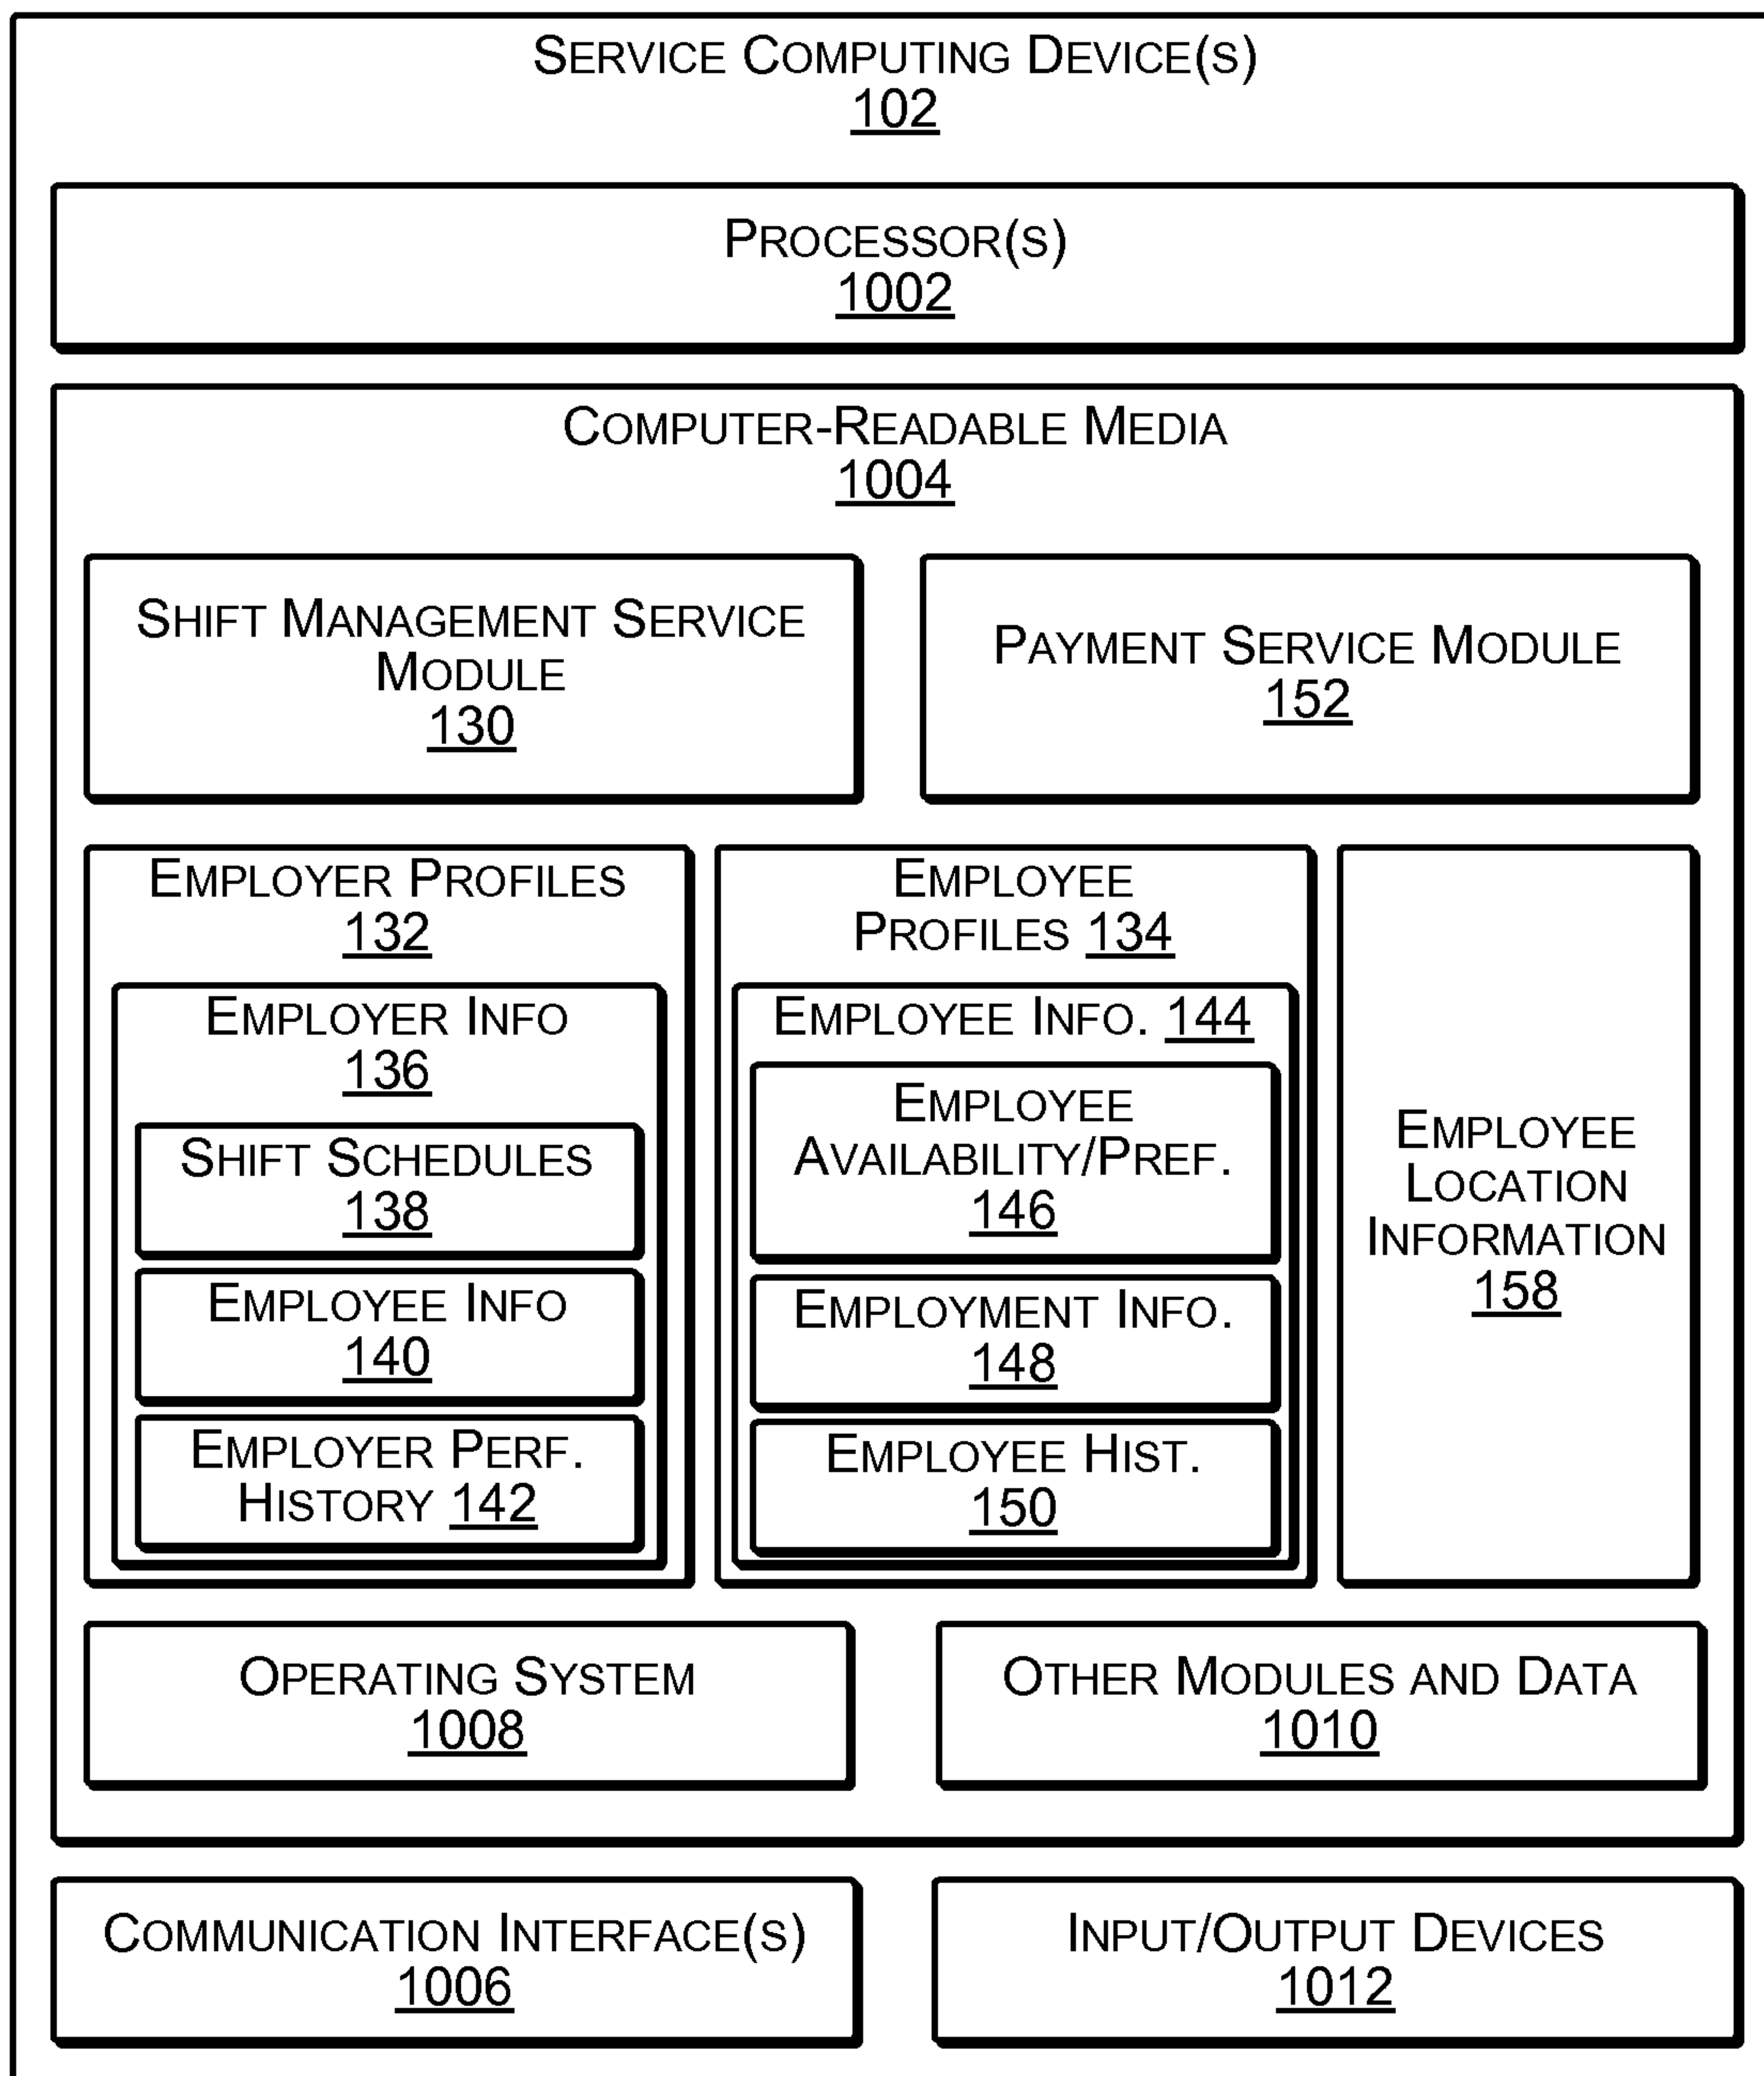 SERVICE COMPUTING DEVICE(S)
102
PROCESSOR(S)
1002
COMPUTER-READABLE MEDIA
1004
SHIFT MANAGEMENT SERVICE
MODULE
130
PAYMENT SERVICE MODULE
152
EMPLOYER PROFILES
132
EMPLOYER INFO
136
SHIFT SCHEDULES
138
EMPLOYEE INFO
140
EMPLOYER PERF.
HISTORY 142
EMPLOYEE
PROFILES 134
EMPLOYEE INFO. 144
EMPLOYEE
AVAILABILITY/PREF.
146
EMPLOYMENT INFO.
148
EMPLOYEE HIST.
150
EMPLOYEE
LOCATION
INFORMATION
158
OPERATING SYSTEM
1008
OTHER MODULES AND DATA
1010
COMMUNICATION INTERFACE(S)
1006
INPUT/OUTPUT DEVICES
1012